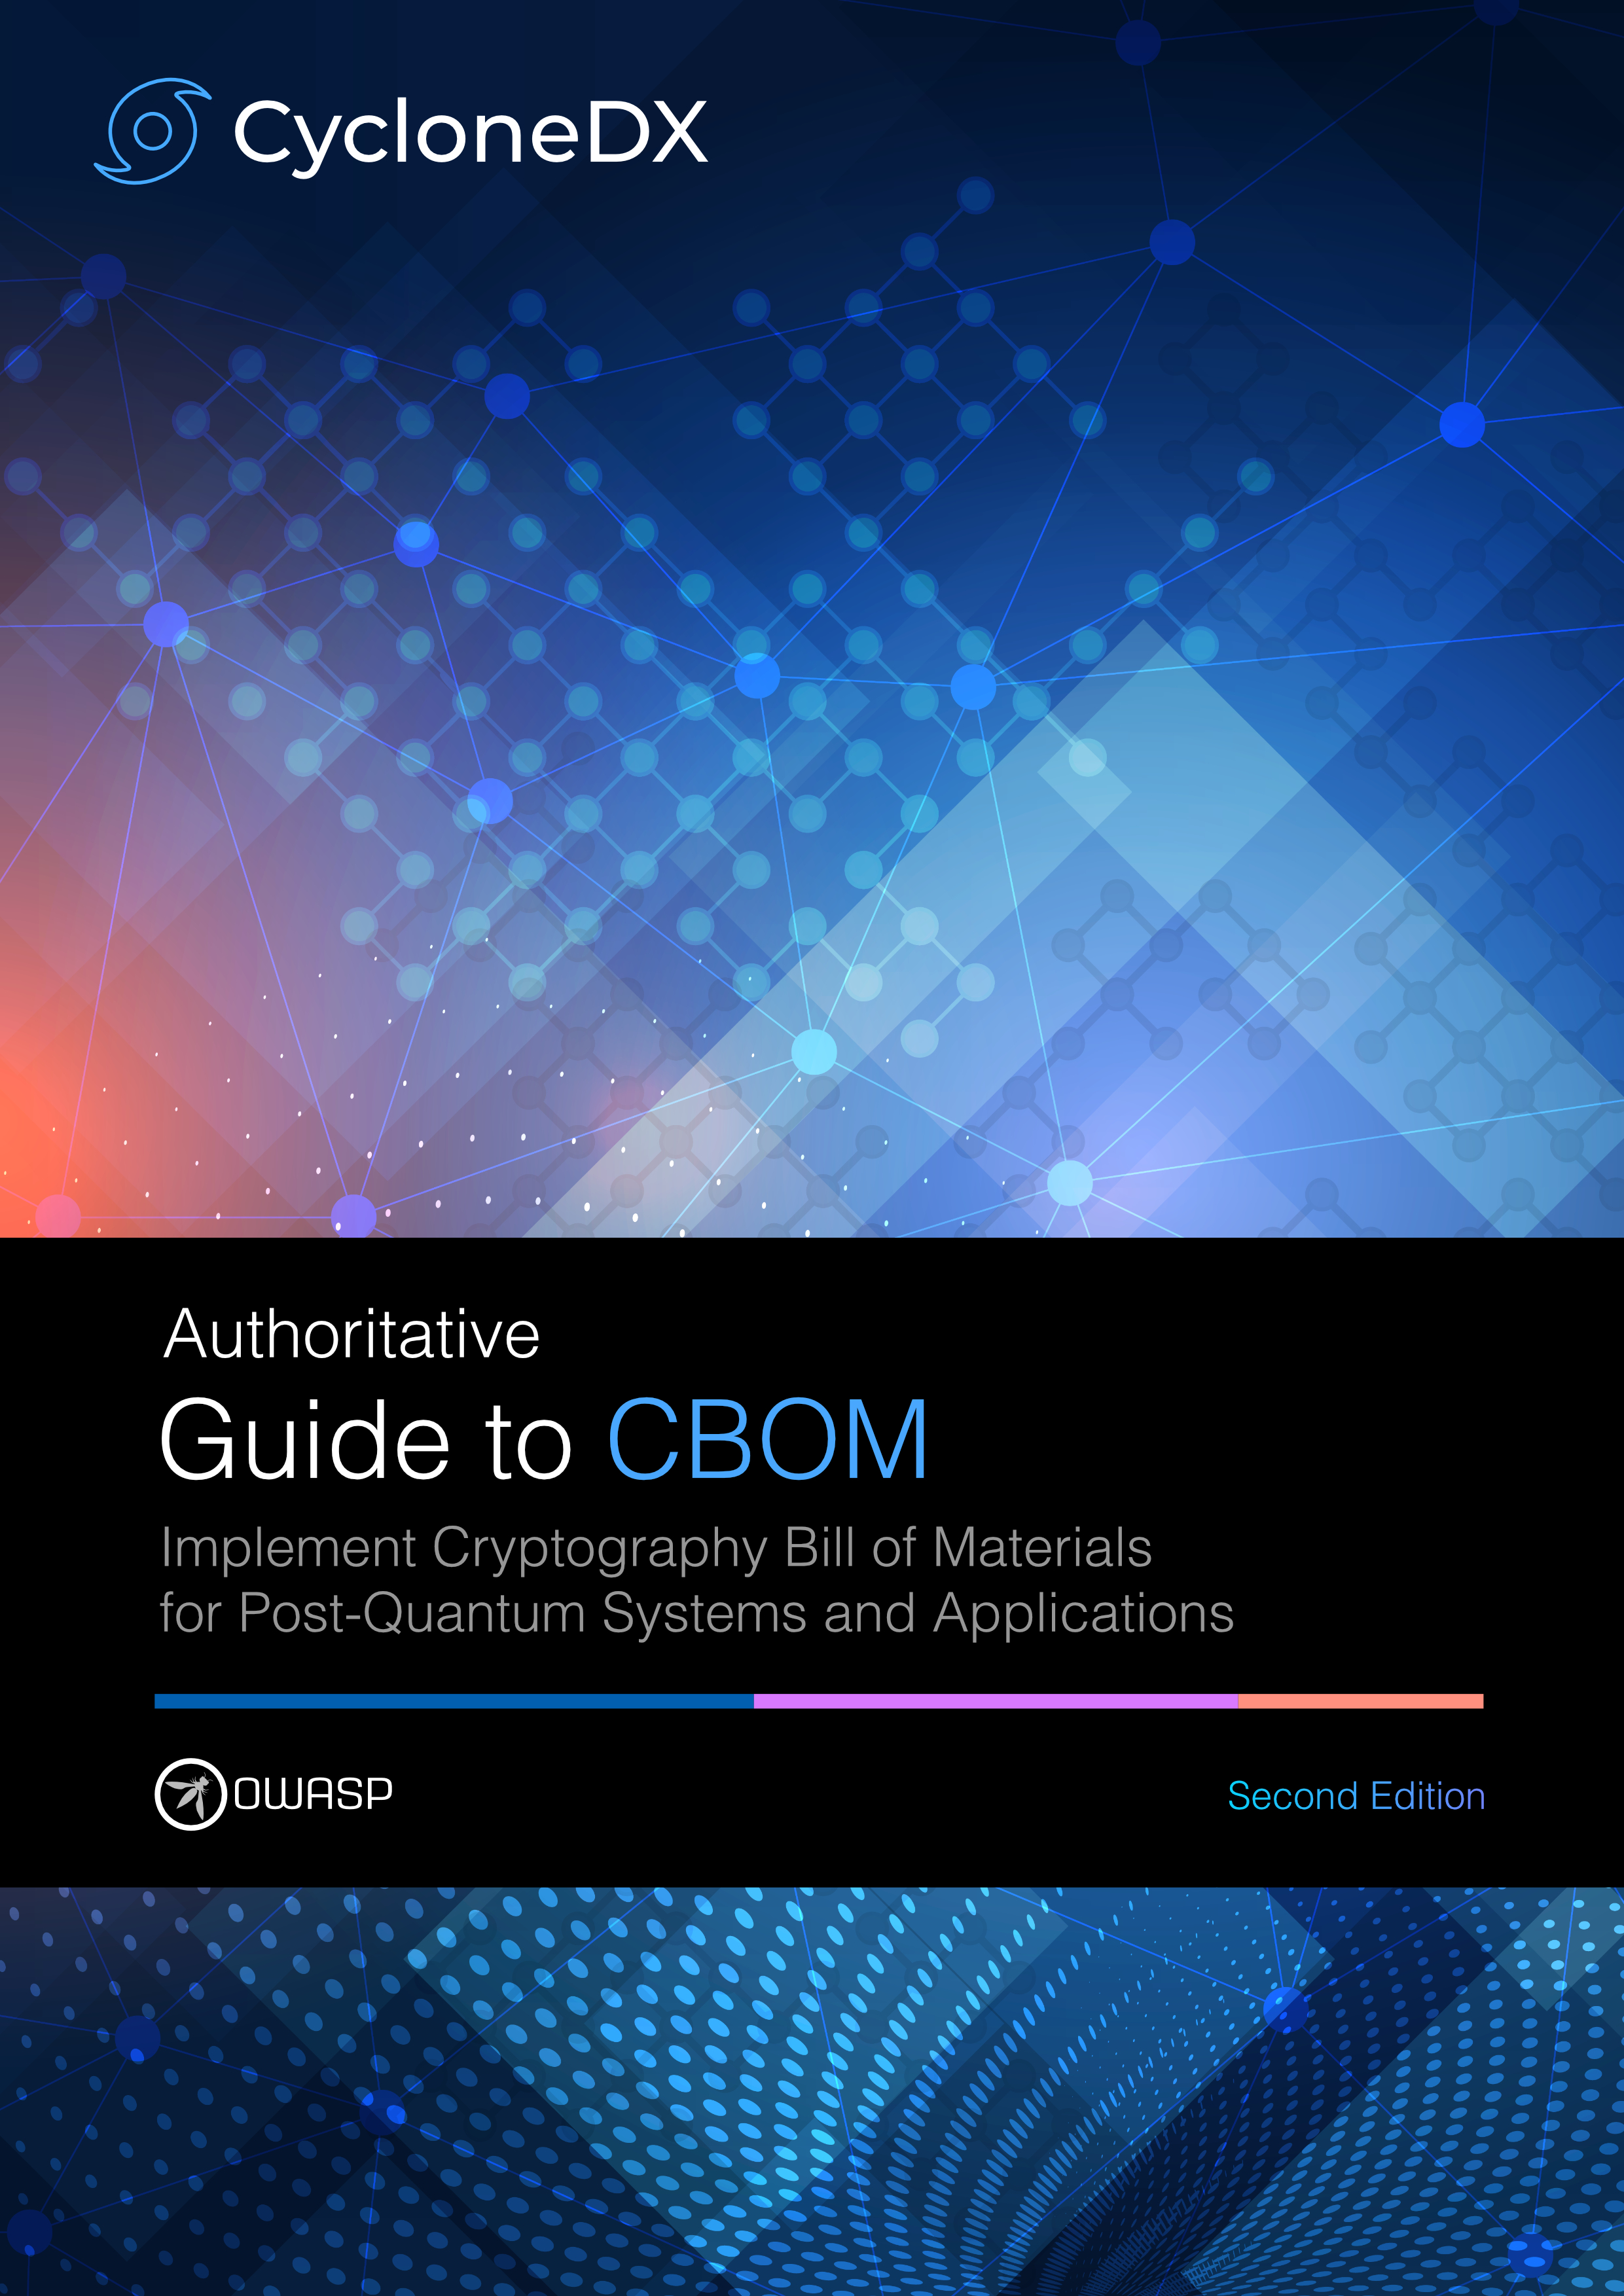 CycloneDX
Authoritative
Guide to CBOM
Implement Cryptography Bill of Materials
for Post-Quantum Systems and Applications
OWASP
Second Edition